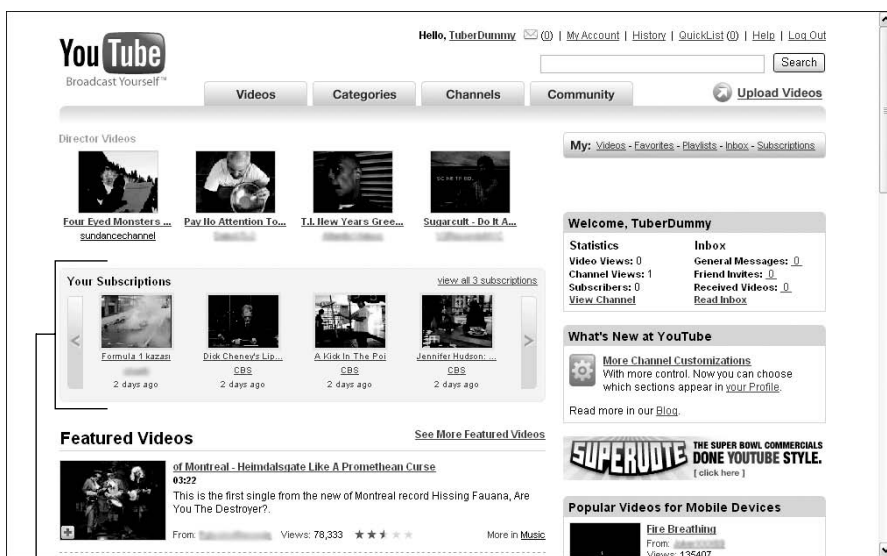 Hello, TuberDummy (0) | My Account | History | QuickList (0) | Help | Log Out
You Tube
Broadcast Yourself™
Search
Videos
Categories
Channels
Community
Upload Videos
Director Videos
Four Eyed Monsters ...
sundancechannel
Pay No Attention To...
T.I. New Years Gree...
Sugarcult - Do It A...
My: Videos - Favorites - Playlists - Inbox - Subscriptions
Welcome, TuberDummy
Statistics
Video Views: 0
Channel Views: 1
Subscribers: 0
View Channel
Inbox
General Messages: 0
Friend Invites: 0
Received Videos: 0
Read Inbox
Your Subscriptions
view all 3 subscriptions
<
Formula 1 kazası
2 days ago
Dick Cheney's Lip...
CBS
2 days ago
A Kick In The Poi
CBS
2 days ago
Jennifer Hudson: ...
CBS
2 days ago
>
What's New at YouTube
More Channel Customizations
With more control. Now you can choose
which sections appear in your Profile.
Read more in our Blog.
Featured Videos
See More Featured Videos
of Montreal - Heimdalsgate Like A Promethean Curse
03:22
This is the first single from the new of Montreal record Hissing Fauana, Are
You The Destroyer?.
From:
Views: 78,333
More in Music
SUPERVOTE
THE SUPER BOWL COMMERCIALS
DONE YOUTUBE STYLE.
[ click here ]
Popular Videos for Mobile Devices
Fire Breathing
From:
Views: 135407